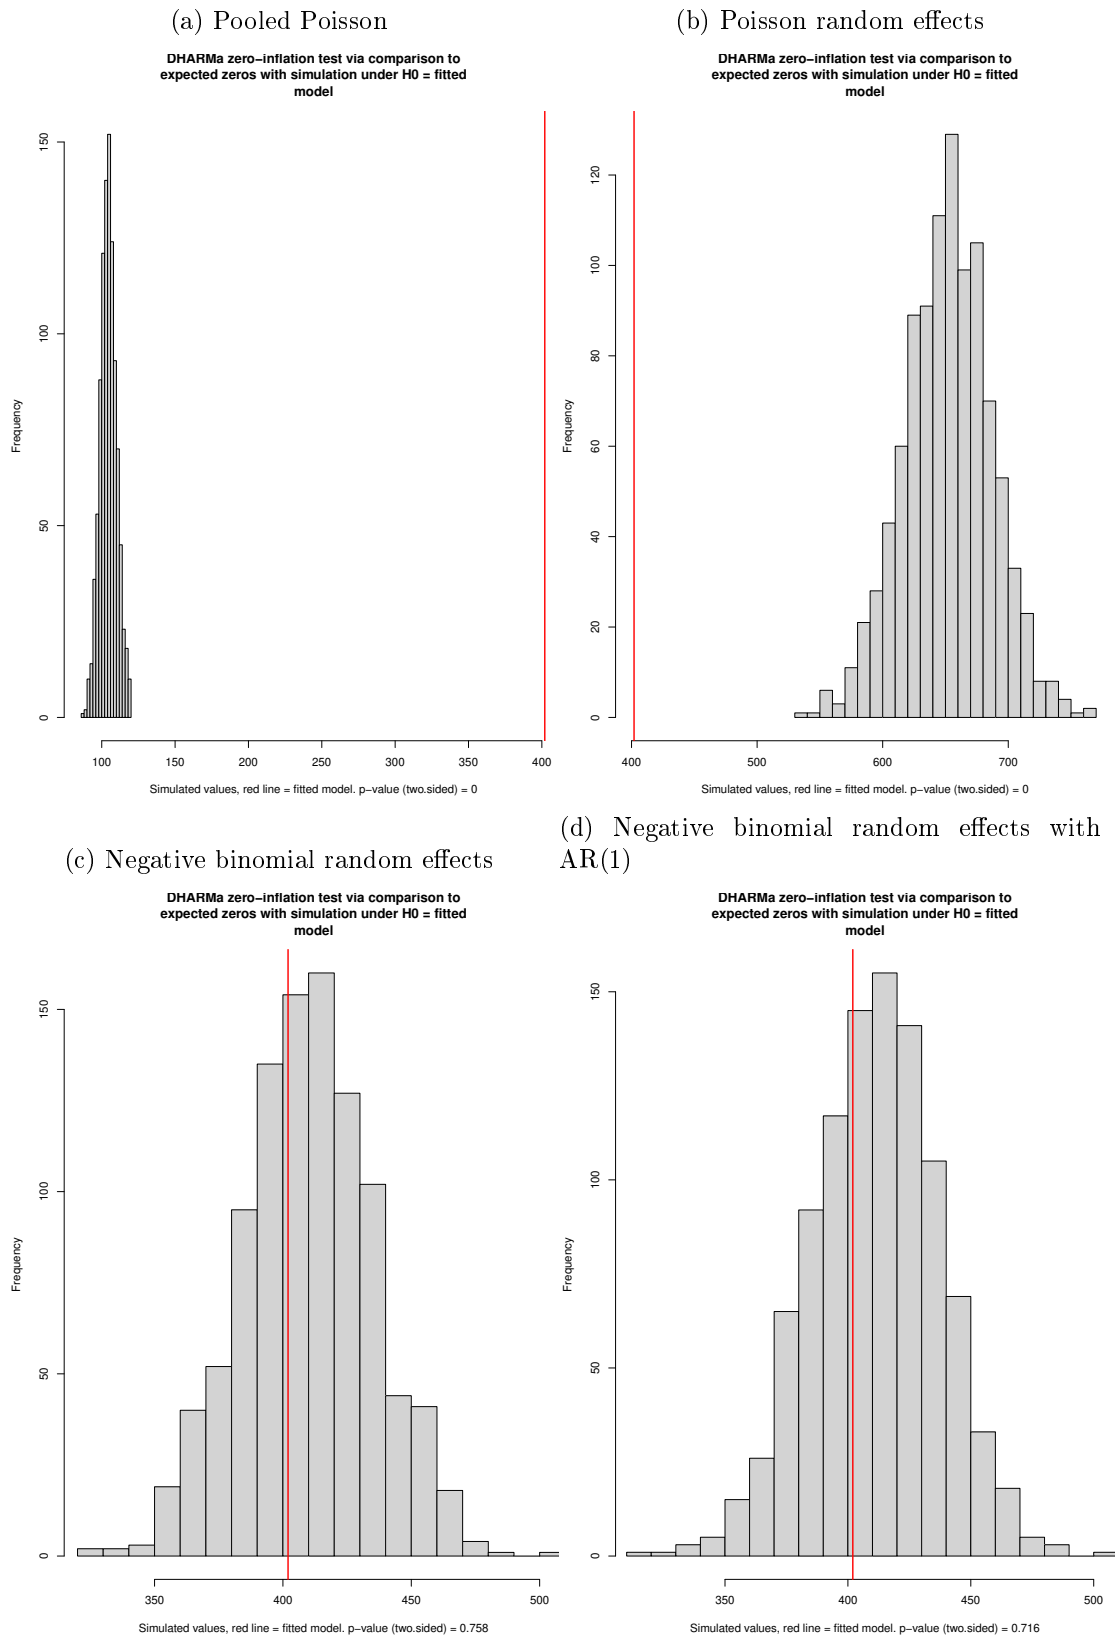 (a) Pooled Poisson
DHARMa zero−inflation test via comparison to
expected zeros with simulation under H0 = fitted
model
150
100
50
0
Frequency
100 150 200 250 300 350 400
Simulated values, red line = fitted model. p−value (two.sided) = 0
(b) Poisson random effects
DHARMa zero−inflation test via comparison to
expected zeros with simulation under H0 = fitted
model
120
100
80
60
40
20
0
Frequency
400 500 600 700
Simulated values, red line = fitted model. p−value (two.sided) = 0
(c) Negative binomial random effects
DHARMa zero−inflation test via comparison to
expected zeros with simulation under H0 = fitted
model
150
100
50
0
Frequency
350 400 450 500
Simulated values, red line = fitted model. p−value (two.sided) = 0.758
(d) Negative binomial random effects with
AR(1)
DHARMa zero−inflation test via comparison to
expected zeros with simulation under H0 = fitted
model
150
100
50
0
Frequency
350 400 450 500
Simulated values, red line = fitted model. p−value (two.sided) = 0.716